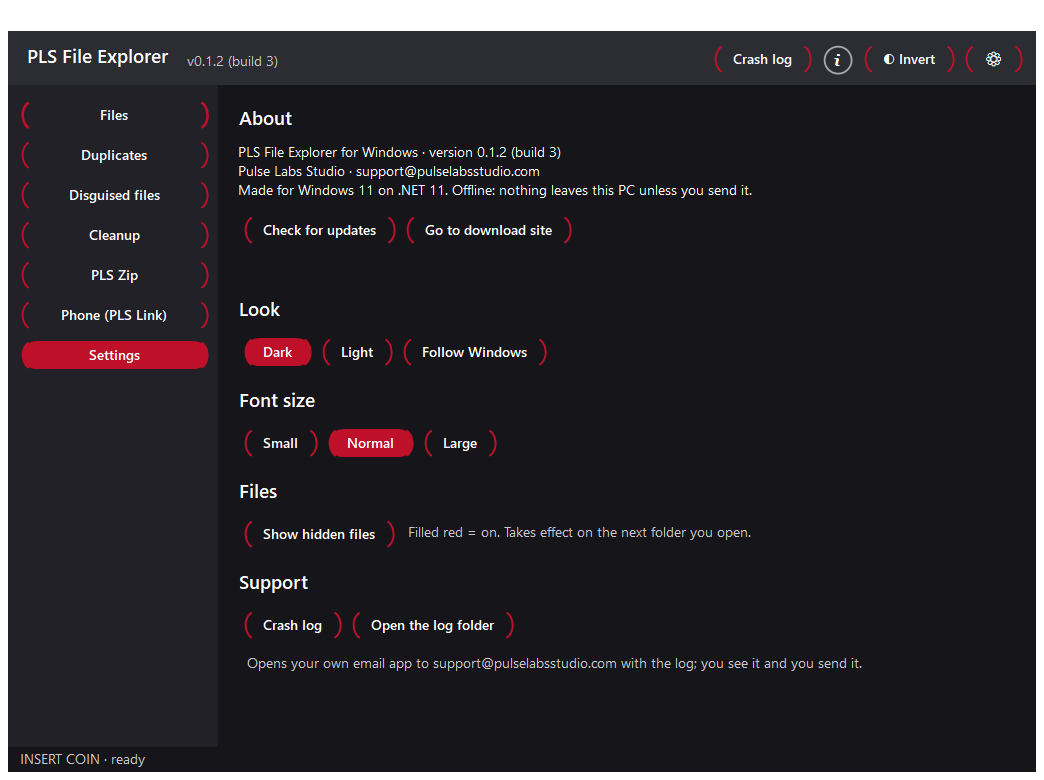 PLS File Explorer v0.1.2 (build 3)
Crash log
i
Invert
Files
Duplicates
Disguised files
Cleanup
PLS Zip
Phone (PLS Link)
Settings
About
PLS File Explorer for Windows · version 0.1.2 (build 3)
Pulse Labs Studio · support@pulselabsstudio.com
Made for Windows 11 on .NET 11. Offline: nothing leaves this PC unless you send it.
Check for updates
Go to download site
Look
Dark
Light
Follow Windows
Font size
Small
Normal
Large
Files
Show hidden files
Filled red = on. Takes effect on the next folder you open.
Support
Crash log
Open the log folder
Opens your own email app to support@pulselabsstudio.com with the log; you see it and you send it.
INSERT COIN · ready